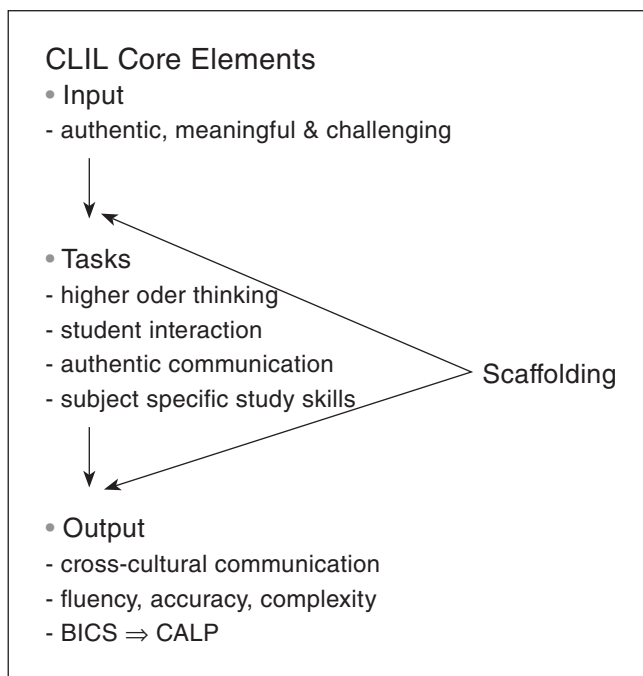 CLIL Core Elements
• Input
- authentic, meaningful & challenging
• Tasks
- higher oder thinking
- student interaction
- authentic communication
- subject specific study skills
Scaffolding
• Output
- cross-cultural communication
- fluency, accuracy, complexity
- BICS ⇒ CALP